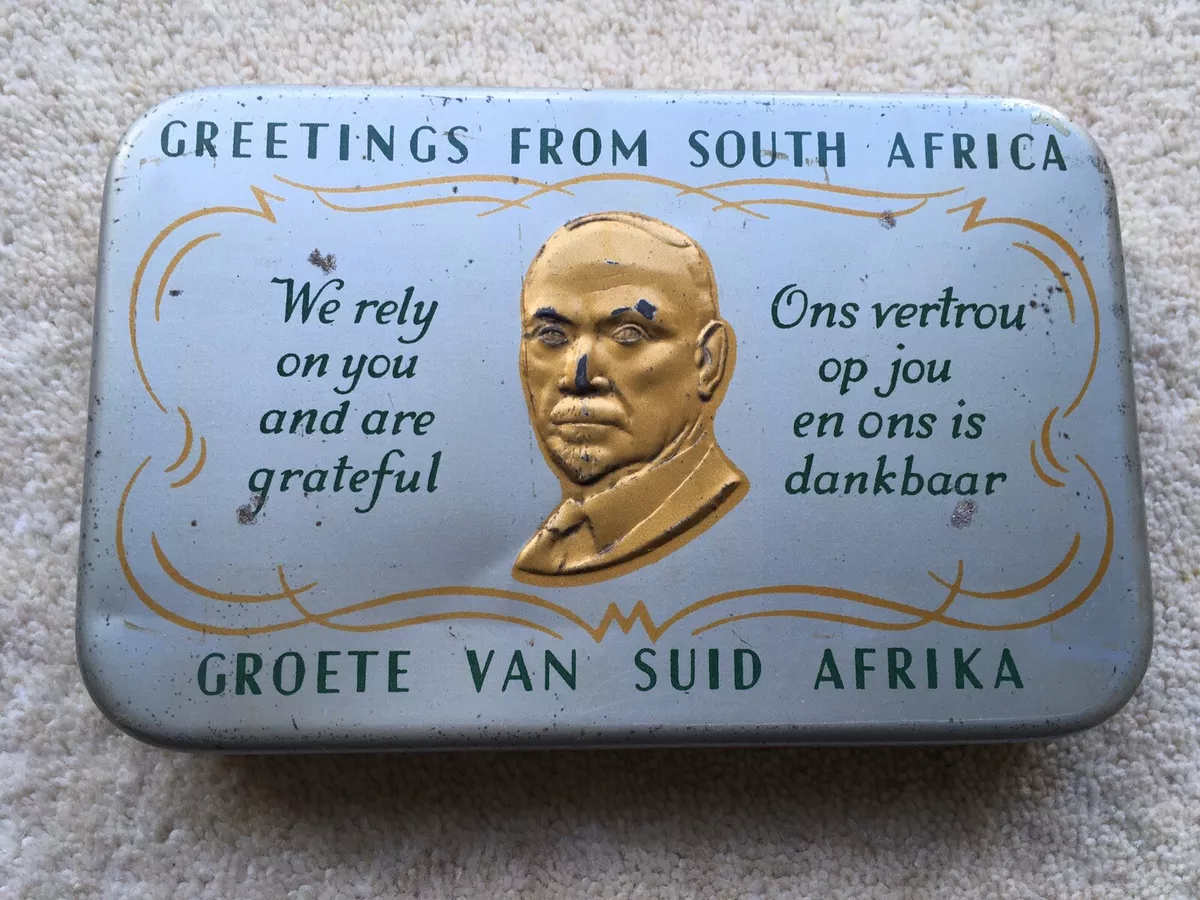 GREETINGS FROM SOUTH AFRICA
We rely
on you
and are
grateful
Ons vertrou
op jou
en ons is
dankbaar
GROETE VAN SUID AFRIKA